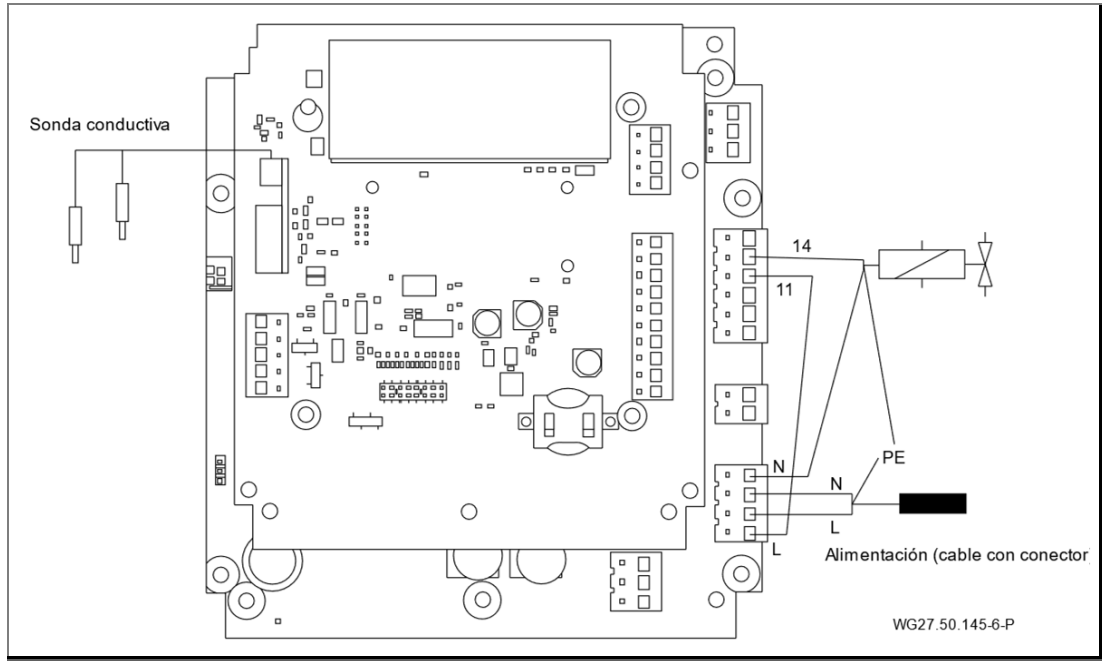 Sonda conductiva
14
11
PE
N
N
L
L
Alimentación (cable con conector
WG27.50.145-6-P